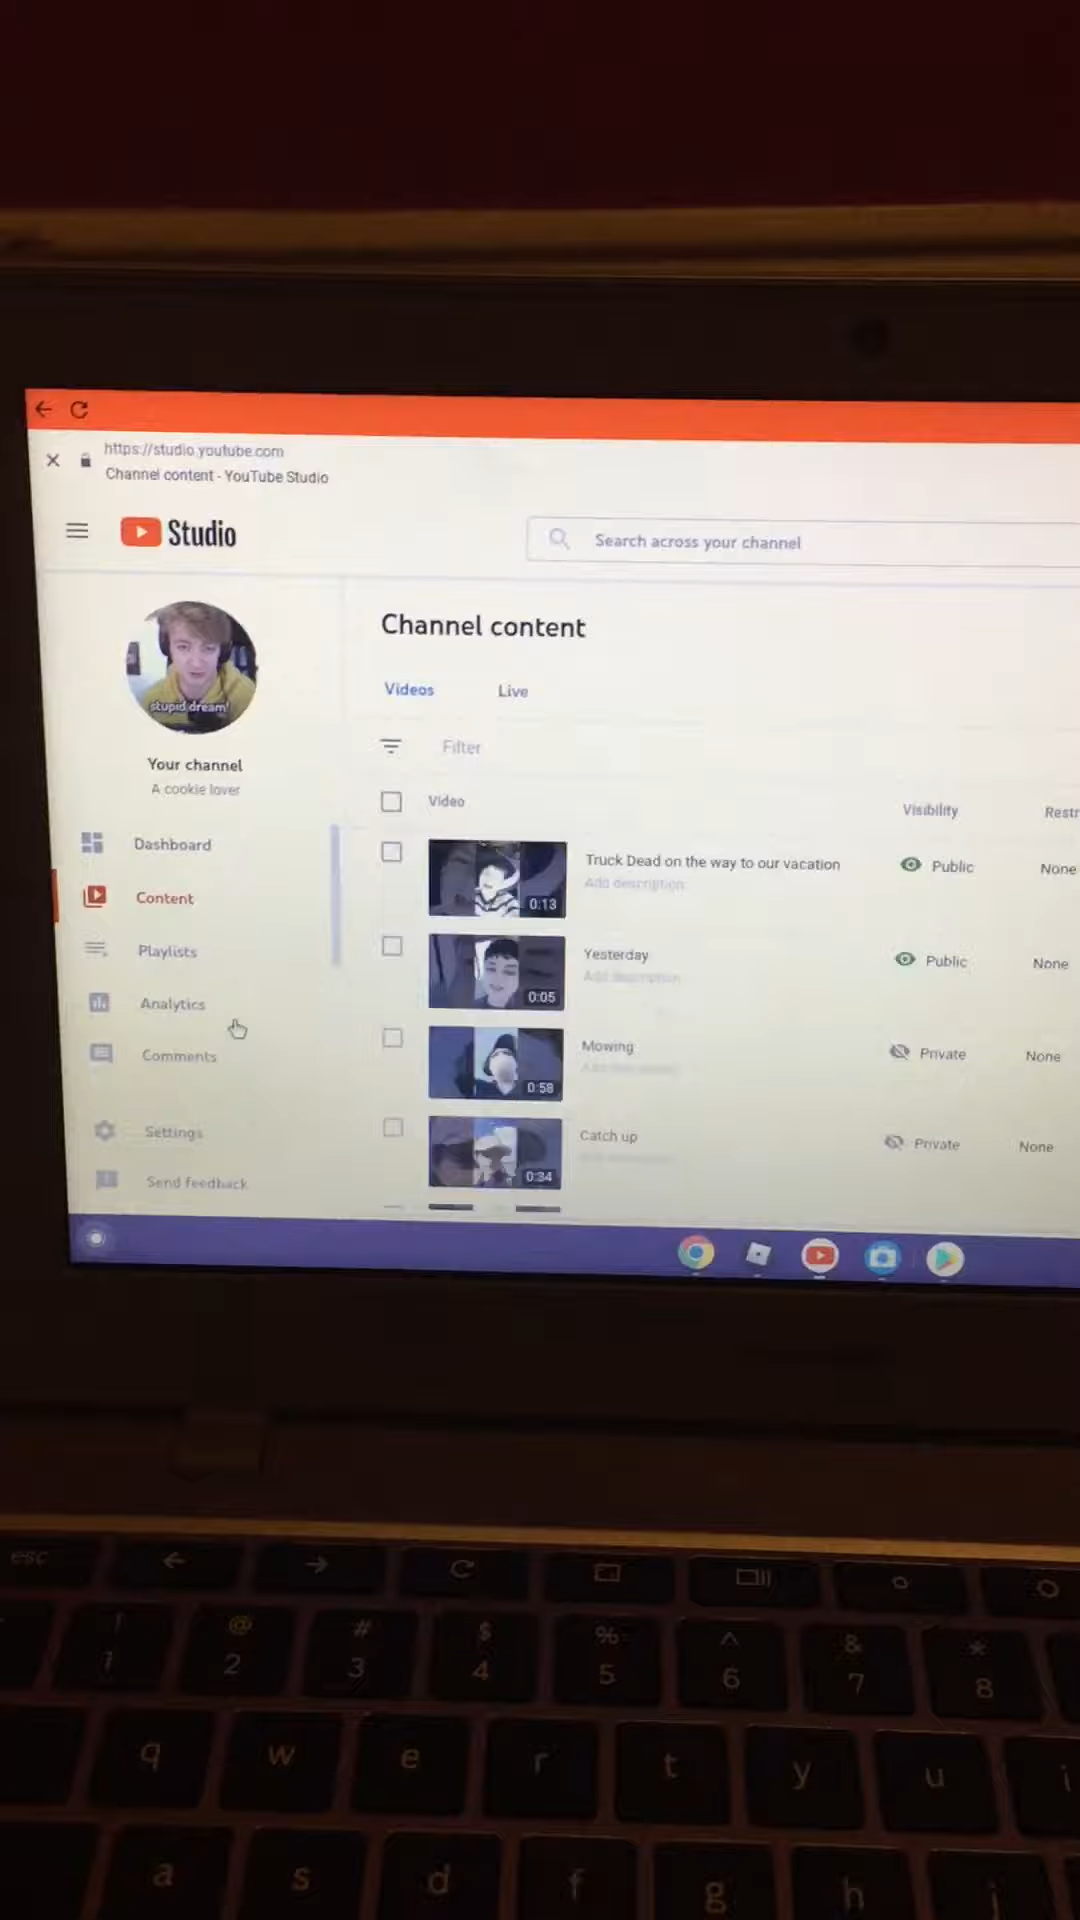 https://studio.youtube.com
Channel content - YouTube Studio
Studio
Search across your channel
stupid dream!
Your channel
A cookie lover
Dashboard
Content
Playlists
Analytics
Comments
Settings
Send feedback
Channel content
Videos Live
Filter
Video Visibility Restr
Truck Dead on the way to our vacation Public None
Add description
0:13
Yesterday Public None
Add description
0:05
Mowing Private None
0:58
Catch up Private None
0:34
esc
! @ # $ % ^ & *
1 2 3 4 5 6 7 8
q w e r t y u i
a s d f g h j